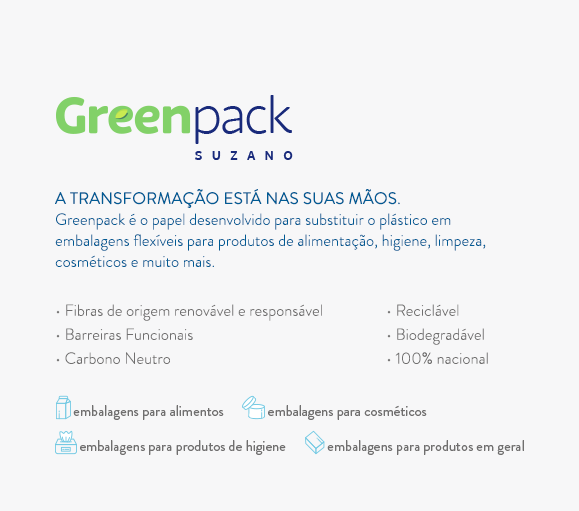 Greenpack
SUZANO
A TRANSFORMAÇÃO ESTÁ NAS SUAS MÃOS.
Greenpack é o papel desenvolvido para substituir o plástico em
embalagens flexíveis para produtos de alimentação, higiene, limpeza,
cosméticos e muito mais.
• Fibras de origem renovável e responsável
• Barreiras Funcionais
• Carbono Neutro
• Reciclável
• Biodegradável
• 100% nacional
embalagens para alimentos
embalagens para cosméticos
embalagens para produtos de higiene
embalagens para produtos em geral